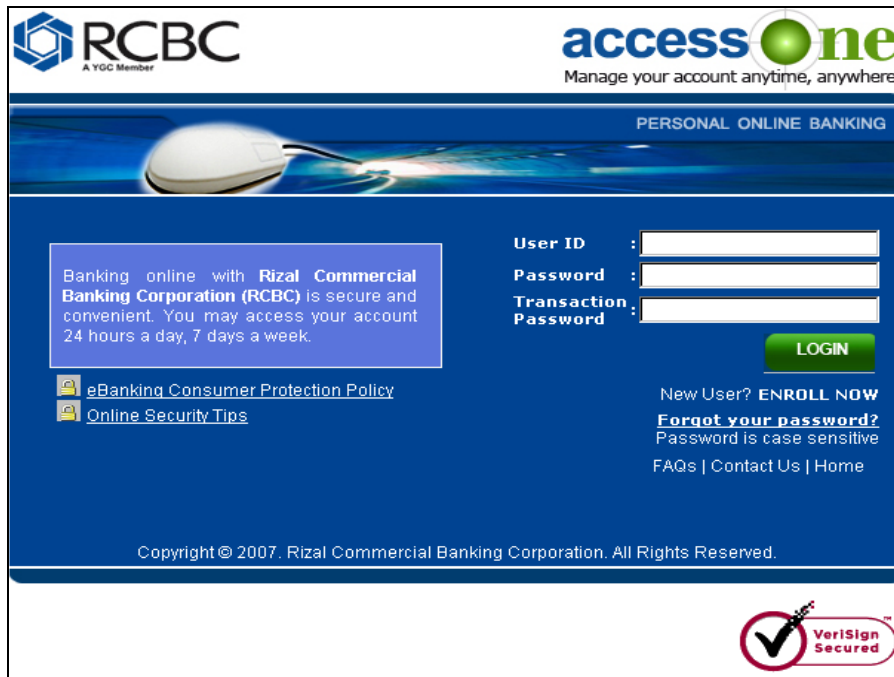 RCBC
A YGC Member
access One
Manage your account anytime, anywhere
PERSONAL ONLINE BANKING
User ID :
Password :
Transaction Password :
LOGIN
Banking online with Rizal Commercial
Banking Corporation (RCBC) is secure and
convenient. You may access your account
24 hours a day, 7 days a week.
eBanking Consumer Protection Policy
Online Security Tips
New User? ENROLL NOW
Forgot your password?
Password is case sensitive
FAQs | Contact Us | Home
Copyright © 2007. Rizal Commercial Banking Corporation. All Rights Reserved.
VeriSign
Secured